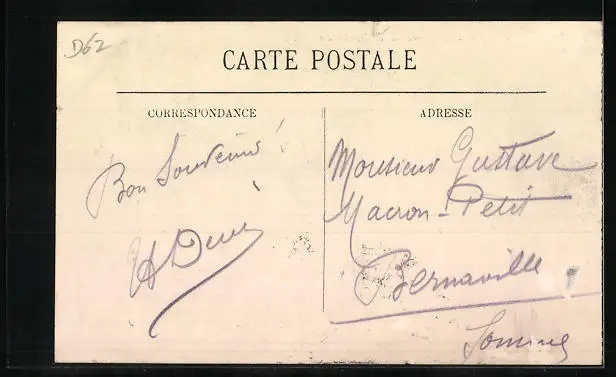 D62
CARTE POSTALE
CORRESPONDANCE
Bon Souvenir !
ADRESSE
Monsieur Gustave
Macron-Petit
Bernaville
Somme